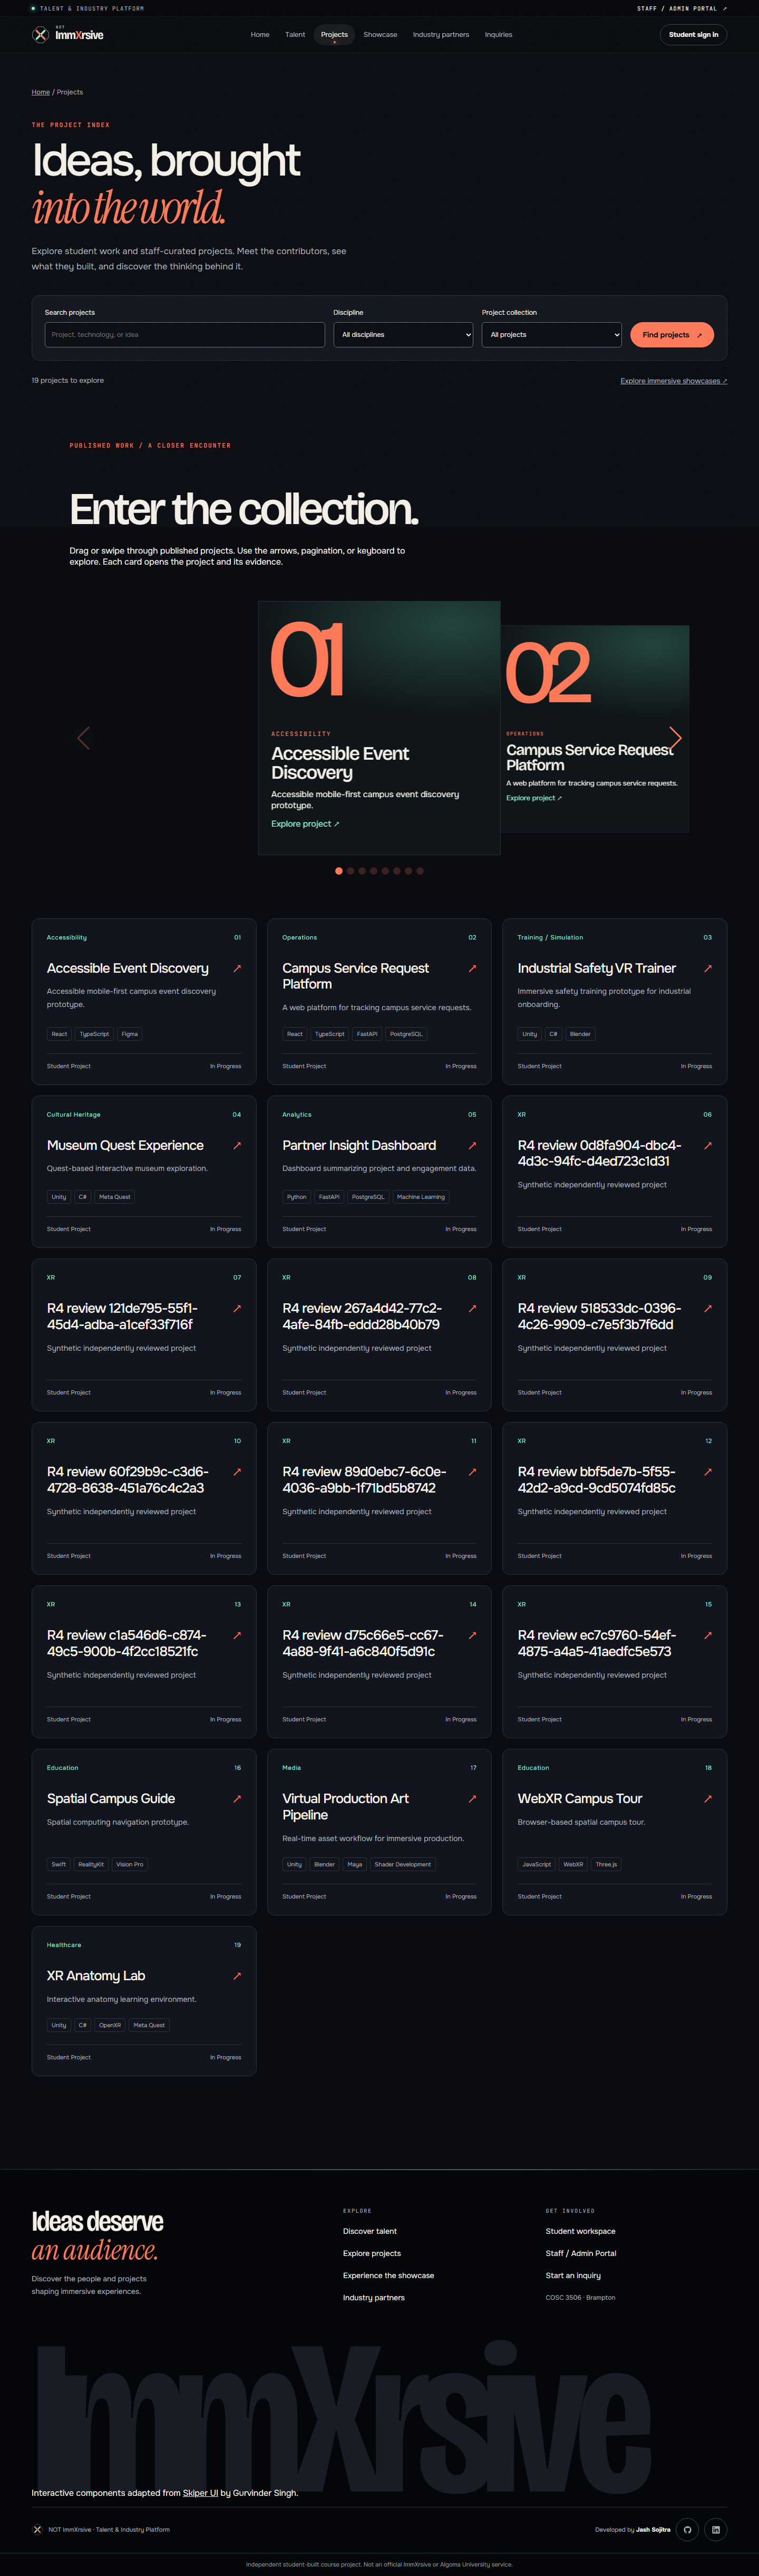 TALENT & INDUSTRY PLATFORM
STAFF / ADMIN PORTAL ↗
NOT
ImmXrsive
Home
Talent
Projects
Showcase
Industry partners
Inquiries
Student sign in
Home / Projects
THE PROJECT INDEX
Ideas, brought
into the world.
Explore student work and staff-curated projects. Meet the contributors, see
what they built, and discover the thinking behind it.
Search projects
Discipline
Project collection
Project, technology, or idea
All disciplines
All projects
Find projects ↗
19 projects to explore
Explore immersive showcases ↗
PUBLISHED WORK / A CLOSER ENCOUNTER
Enter the collection.
Drag or swipe through published projects. Use the arrows, pagination, or keyboard to
explore. Each card opens the project and its evidence.
01
ACCESSIBILITY
Accessible Event
Discovery
Accessible mobile-first campus event discovery
prototype.
Explore project ↗
02
OPERATIONS
Campus Service Request
Platform
A web platform for tracking campus service requests.
Explore project ↗
Accessibility 01
Accessible Event Discovery ↗
Accessible mobile-first campus event discovery
prototype.
React TypeScript Figma
Student Project In Progress
Operations 02
Campus Service Request ↗
Platform
A web platform for tracking campus service requests.
React TypeScript FastAPI PostgreSQL
Student Project In Progress
Training / Simulation 03
Industrial Safety VR Trainer ↗
Immersive safety training prototype for industrial
onboarding.
Unity C# Blender
Student Project In Progress
Cultural Heritage 04
Museum Quest Experience ↗
Quest-based interactive museum exploration.
Unity C# Meta Quest
Student Project In Progress
Analytics 05
Partner Insight Dashboard ↗
Dashboard summarizing project and engagement data.
Python FastAPI PostgreSQL Machine Learning
Student Project In Progress
XR 06
R4 review 0d8fa904-dbc4- ↗
4d3c-94fc-d4ed723c1d31
Synthetic independently reviewed project
Student Project In Progress
XR 07
R4 review 121de795-55f1- ↗
45d4-adba-a1cef33f716f
Synthetic independently reviewed project
Student Project In Progress
XR 08
R4 review 267a4d42-77c2- ↗
4afe-84fb-eddd28b40b79
Synthetic independently reviewed project
Student Project In Progress
XR 09
R4 review 518533dc-0396- ↗
4c26-9909-c7e5f3b7f6dd
Synthetic independently reviewed project
Student Project In Progress
XR 10
R4 review 60f29b9c-c3d6- ↗
4728-8638-451a76c4c2a3
Synthetic independently reviewed project
Student Project In Progress
XR 11
R4 review 89d0ebc7-6c0e- ↗
4036-a9bb-1f71bd5b8742
Synthetic independently reviewed project
Student Project In Progress
XR 12
R4 review bbf5de7b-5f55- ↗
42d2-a9cd-9cd5074fd85c
Synthetic independently reviewed project
Student Project In Progress
XR 13
R4 review c1a546d6-c874- ↗
49c5-900b-4f2cc18521fc
Synthetic independently reviewed project
Student Project In Progress
XR 14
R4 review d75c66e5-cc67- ↗
4a88-9f41-a6c840f5d91c
Synthetic independently reviewed project
Student Project In Progress
XR 15
R4 review ec7c9760-54ef- ↗
4875-a4a5-41aedfc5e573
Synthetic independently reviewed project
Student Project In Progress
Education 16
Spatial Campus Guide ↗
Spatial computing navigation prototype.
Swift RealityKit Vision Pro
Student Project In Progress
Media 17
Virtual Production Art ↗
Pipeline
Real-time asset workflow for immersive production.
Unity Blender Maya Shader Development
Student Project In Progress
Education 18
WebXR Campus Tour ↗
Browser-based spatial campus tour.
JavaScript WebXR Three.js
Student Project In Progress
Healthcare 19
XR Anatomy Lab ↗
Interactive anatomy learning environment.
Unity C# OpenXR Meta Quest
Student Project In Progress
Ideas deserve
an audience.
Discover the people and projects
shaping immersive experiences.
EXPLORE
Discover talent
Explore projects
Experience the showcase
Industry partners
GET INVOLVED
Student workspace
Staff / Admin Portal
Start an inquiry
COSC 3506 · Brampton
ImmXrsive
Interactive components adapted from Skiper UI by Gurvinder Singh.
NOT ImmXrsive · Talent & Industry Platform
Developed by Jash Sojitra
Independent student-built course project. Not an official ImmXrsive or Algoma University service.